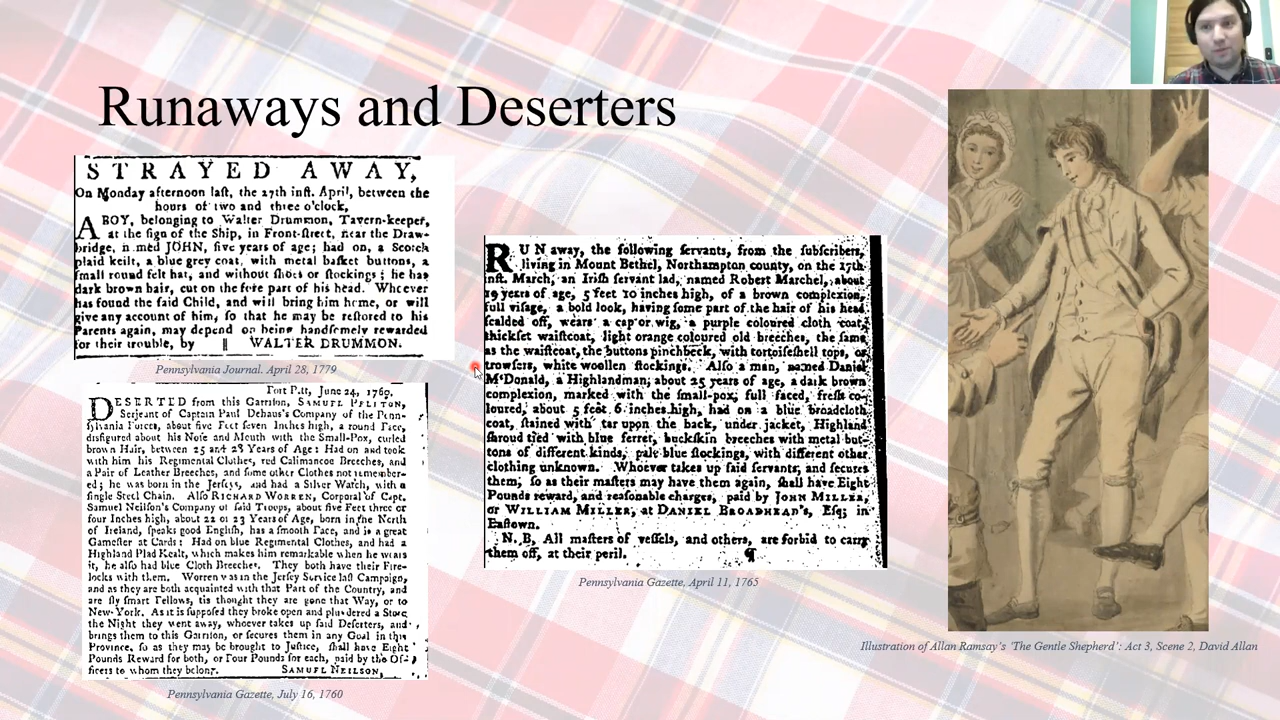 Runaways and Deserters
STRAYED AWAY,
On Monday afternoon laſt, the 27th inſt. April, between the
hours of two and three o'clock,
A BOY, belonging to Walter Drummon, Tavern-keeper,
at the ſign of the Ship, in Front-ſtreet, near the Draw-
bridge, named JOHN, five years of age; had on, a Scotch
plaid keilt, a blue grey coat, with metal baſket buttons, a
ſmall round felt hat, and without ſhoes or ſtockings; he has
dark brown hair, cut on the fore part of his head. Whoever
has found the ſaid Child, and will bring him home, or will
give any account of him, ſo that he may be reſtored to his
Parents again, may depend on being handſomely rewarded
for their trouble, by || WALTER DRUMMON.
Pennsylvania Journal. April 28, 1779
Fort Pitt, June 24, 1760.
DESERTED from this Garriſon, SAMUEL PELTON,
Serjeant of Captain Paul Dehaus's Company of the Penn-
ſylvania Forces, about five Feet ſeven Inches high, a round Face,
disfigured about his Noſe and Mouth with the Small-Pox, curled
brown Hair, between 25 and 28 Years of Age: Had on and took
with him his Regimental Clothes, red Calimancoe Breeches, and
a Pair of Leather Breeches, and ſome other Clothes not remember-
ed; he was born in the Jerſeys, and had a Silver Watch, with a
ſingle Steel Chain. Alſo RICHARD WORREN, Corporal of Capt.
Samuel Neilſon's Company of ſaid Troops, about five Feet three or
four Inches high, about 22 or 23 Years of Age, born in the North
of Ireland, ſpeaks good Engliſh, has a ſmooth Face, and is a great
Gameſter at Cards: Had on blue Regimental Clothes, and had a
Highland Plad Kealt, which makes him remarkable when he wears
it, he alſo had blue Cloth Breeches. They both have their Fire-
locks with them. Worren was in the Jerſey Service laſt Campaign,
and as they are both acquainted with that Part of the Country, and
are ſly ſmart Fellows, tis thought they are gone that Way, or to
New-York. As it is ſuppoſed they broke open and plundered a Store
the Night they went away, whoever takes up ſaid Deſerters, and
brings them to this Garriſon, or ſecures them in any Goal in this
Province, ſo as they may be brought to Juſtice, ſhall have Eight
Pounds Reward for both, or Four Pounds for each, paid by the Of-
ficers to whom they belong. SAMUEL NEILSON,
Pennsylvania Gazette, July 16, 1760
RUN away, the following ſervants, from the ſubſcribers,
living in Mount Bethel, Northampton county, on the 17th
inſt. March, an Iriſh ſervant lad, named Robert Marchel, about
19 years of age, 5 feet 10 inches high, of a brown complexion,
full viſage, a bold look, having ſome part of the hair of his head
ſcalded off, wears a cap or wig, a purple coloured cloth coat,
thickſet waiſtcoat, light orange coloured old breeches, the ſame
as the waiſtcoat, the buttons pinchbeck, with tortoiſeſhell tops, or
trowſers, white woollen ſtockings. Alſo a man, named Daniel
M'Donald, a Highlandman, about 25 years of age, a dark brown
complexion, marked with the ſmall-pox, full faced, freſh co-
loured, about 5 feet 6 inches high, had on a blue broadcloth
coat, ſtained with tar upon the back, under jacket, Highland
ſhroud tied with blue ferret, buckſkin breeches with metal but-
tons of different kinds, pale blue ſtockings, with different other
clothing unknown. Whoever takes up ſaid ſervants, and ſecures
them, ſo as their maſters may have them again, ſhall have Eight
Pounds reward, and reaſonable charges, paid by JOHN MILLER,
or WILLIAM MILLER, at DANIEL BROADHEAD's, Eſq; in
Eaſtown.
N.B. All maſters of veſſels, and others, are forbid to carry
them off, at their peril. ¶
Pennsylvania Gazette, April 11, 1765
Illustration of Allan Ramsay's 'The Gentle Shepherd': Act 3, Scene 2, David Allan